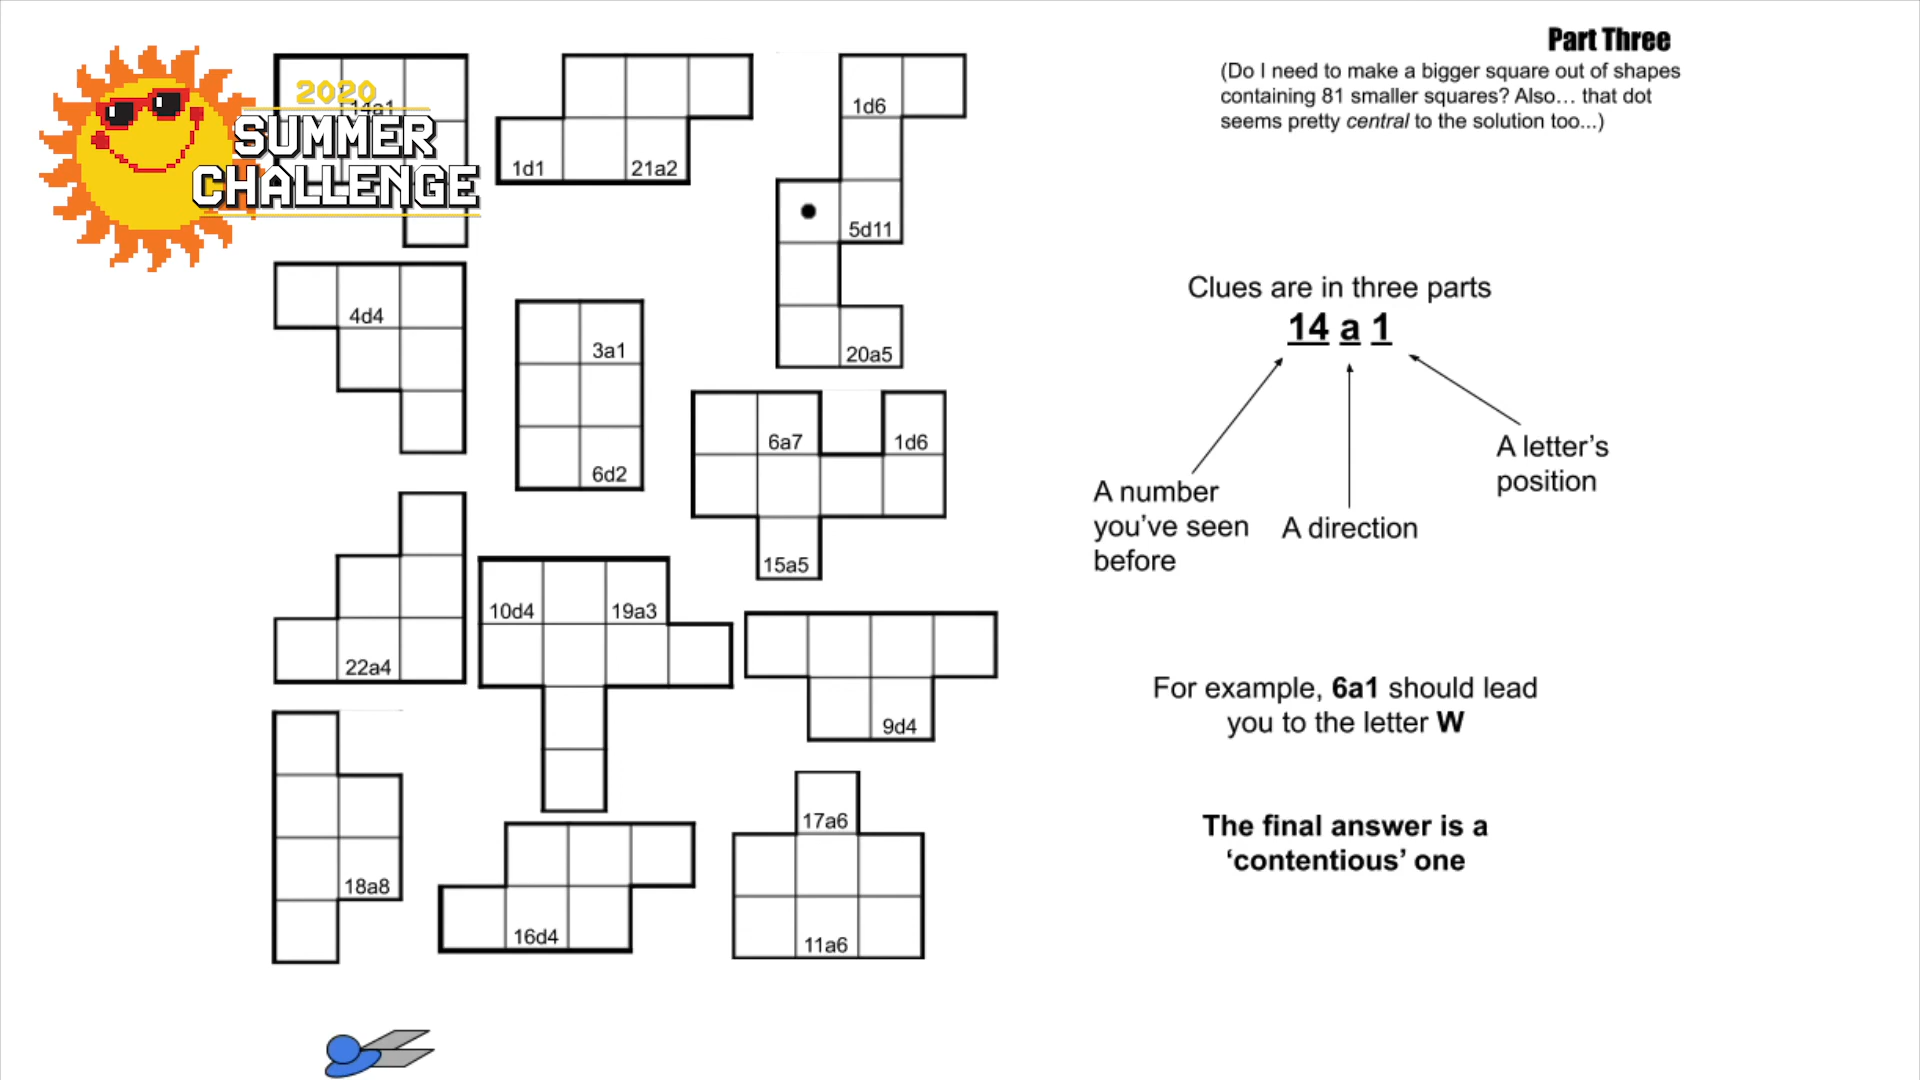 Part Three
(Do I need to make a bigger square out of shapes
containing 81 smaller squares? Also... that dot
seems pretty central to the solution too...)
2020
SUMMER
CHALLENGE
14a1
1d1
21a2
1d6
5d11
20a5
4d4
3a1
6d2
6a7
1d6
15a5
22a4
10d4
19a3
9d4
18a8
16d4
17a6
11a6
Clues are in three parts
14 a 1
A number
you've seen
before
A direction
A letter's
position
For example, 6a1 should lead
you to the letter W
The final answer is a
‘contentious’ one